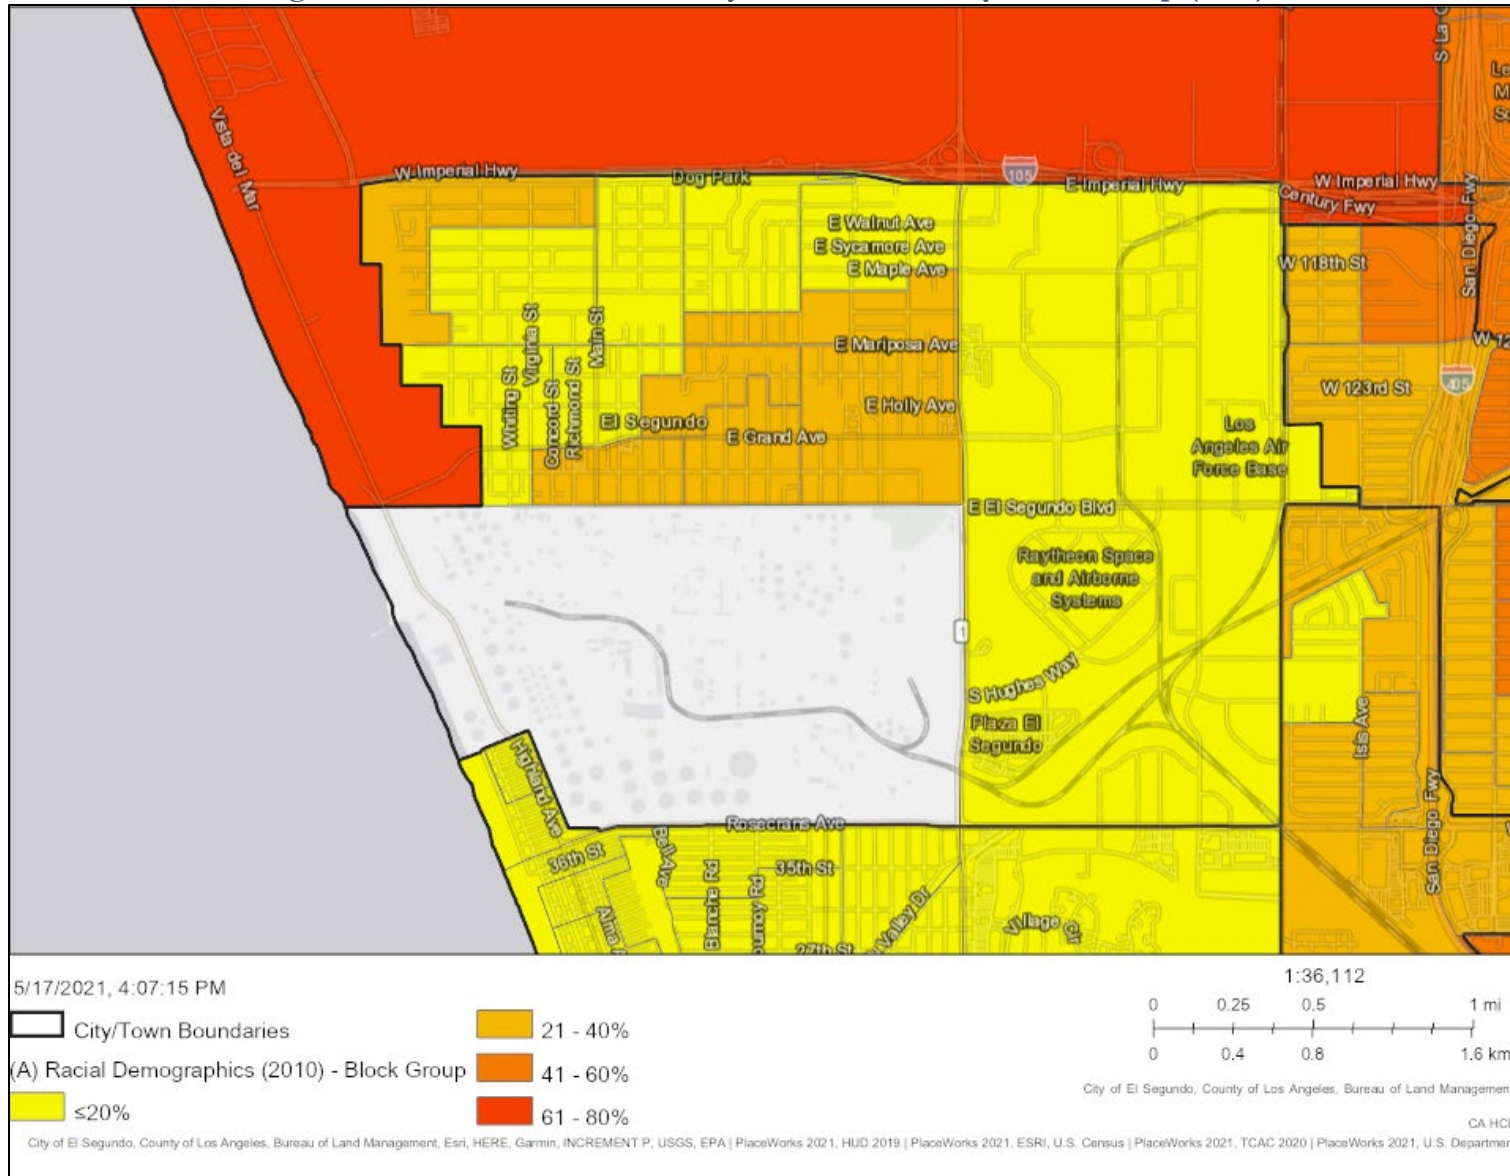 Vista del Mar
W Imperial Hwy
Dog Park
105
E Imperial Hwy
W Imperial Hwy
Century Fwy
San Diego Fwy
E Walnut Ave
E Sycamore Ave
E Maple Ave
W 118th St
Virginia St
Main St
E Mariposa Ave
Whiting St
Concord St
Richmond St
E Holly Ave
W 123rd St
405
El Segundo
E Grand Ave
Los
Angeles Air
Force Base
E El Segundo Blvd
Raytheon Space
and Airborne
Systems
1
S Hughes Way
Plaza El
Segundo
Isis Ave
Highland Ave
Rosecrans Ave
San Diego Fwy
36th St
Bell Ave
Blanche Rd
35th St
Valley Dr
Village Cir
27th St
Alma
5/17/2021, 4:07:15 PM
City/Town Boundaries
(A) Racial Demographics (2010) - Block Group
≤20%
21 - 40%
41 - 60%
61 - 80%
1:36,112
0 0.25 0.5 1 mi
0 0.4 0.8 1.6 km
City of El Segundo, County of Los Angeles, Bureau of Land Management
CA HCD
City of El Segundo, County of Los Angeles, Bureau of Land Management, Esri, HERE, Garmin, INCREMENT P, USGS, EPA | PlaceWorks 2021, HUD 2019 | PlaceWorks 2021, ESRI, U.S. Census | PlaceWorks 2021, TCAC 2020 | PlaceWorks 2021, U.S. Departmen